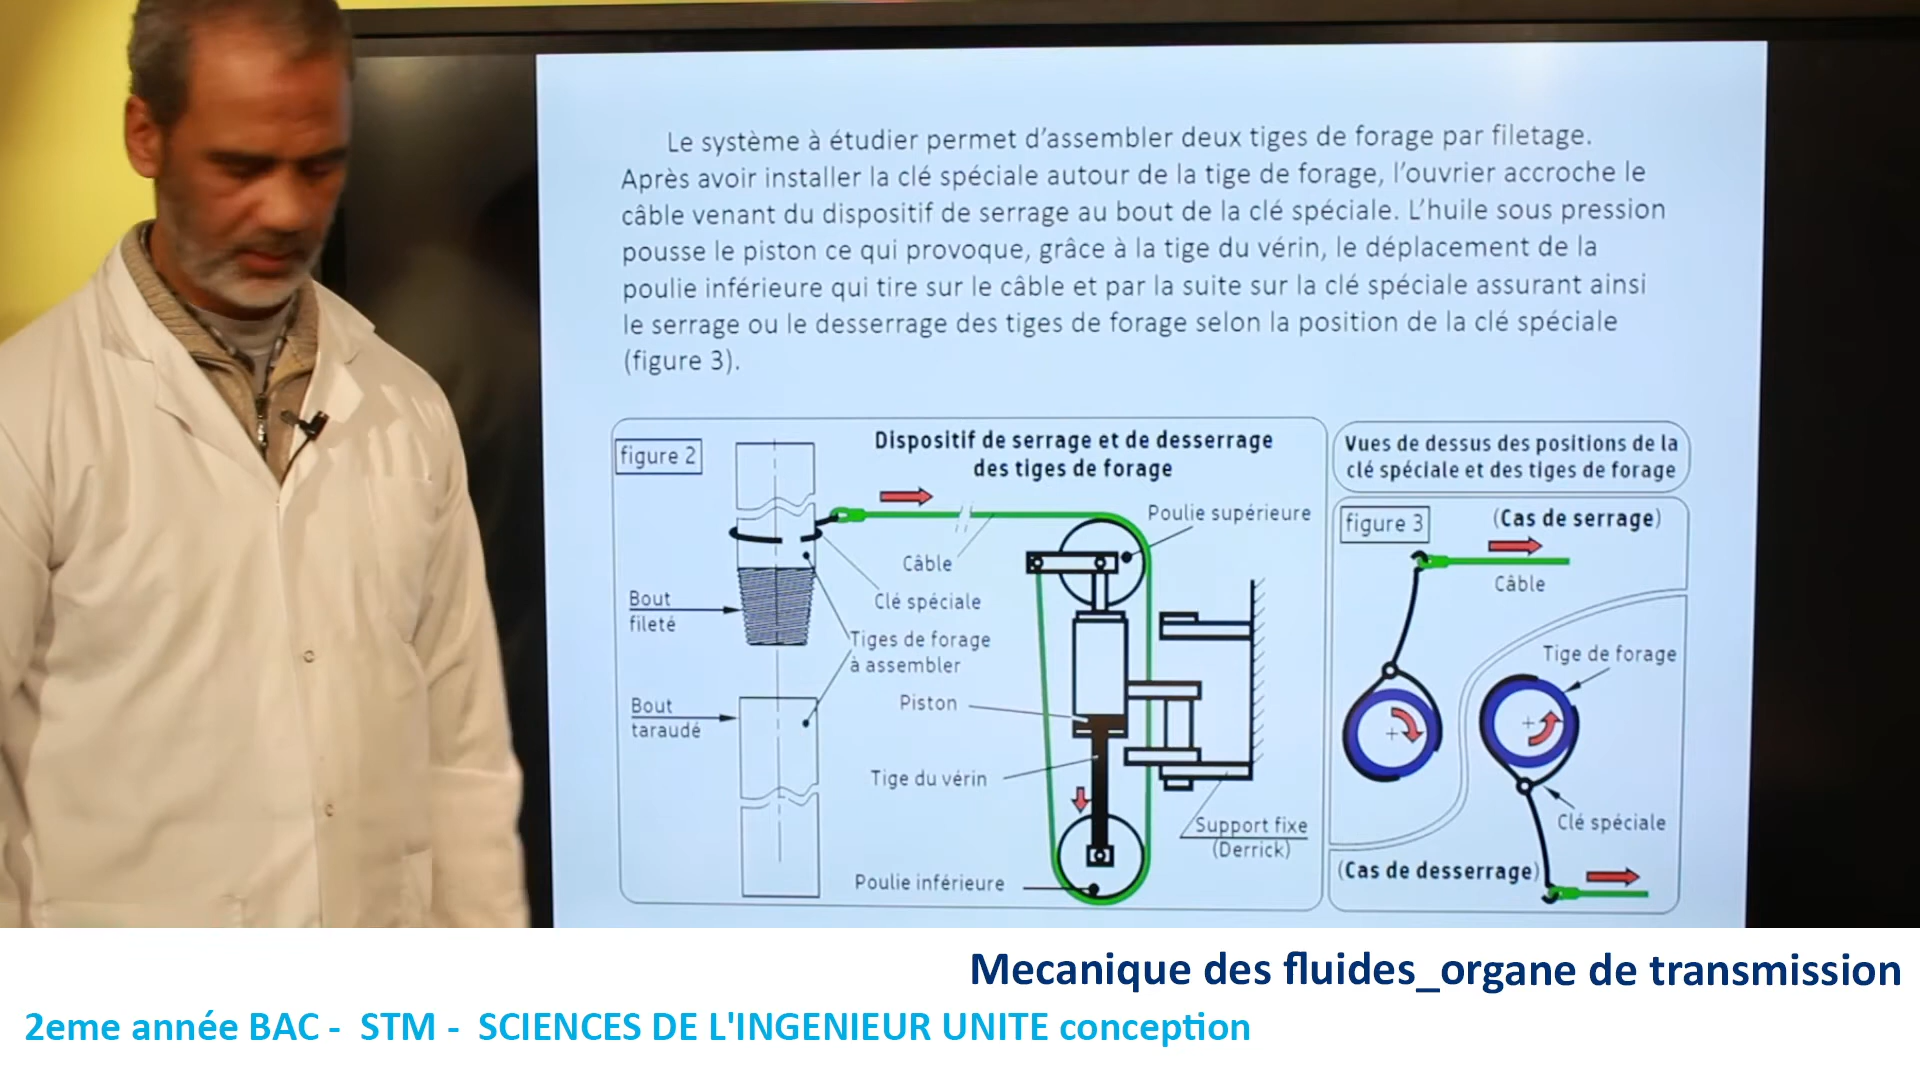 Le système à étudier permet d'assembler deux tiges de forage par filetage.
Après avoir installer la clé spéciale autour de la tige de forage, l'ouvrier accroche le
câble venant du dispositif de serrage au bout de la clé spéciale. L'huile sous pression
pousse le piston ce qui provoque, grâce à la tige du vérin, le déplacement de la
poulie inférieure qui tire sur le câble et par la suite sur la clé spéciale assurant ainsi
le serrage ou le desserrage des tiges de forage selon la position de la clé spéciale
(figure 3).
figure 2
Dispositif de serrage et de desserrage
des tiges de forage
Poulie supérieure
Câble
Clé spéciale
Bout
fileté
Tiges de forage
à assembler
Bout
taraudé
Piston
Tige du vérin
Support fixe
(Derrick)
Poulie inférieure
Vues de dessus des positions de la
clé spéciale et des tiges de forage
figure 3
(Cas de serrage)
Câble
Tige de forage
Clé spéciale
(Cas de desserrage)
Mecanique des fluides_organe de transmission
2eme année BAC - STM - SCIENCES DE L'INGENIEUR UNITE conception